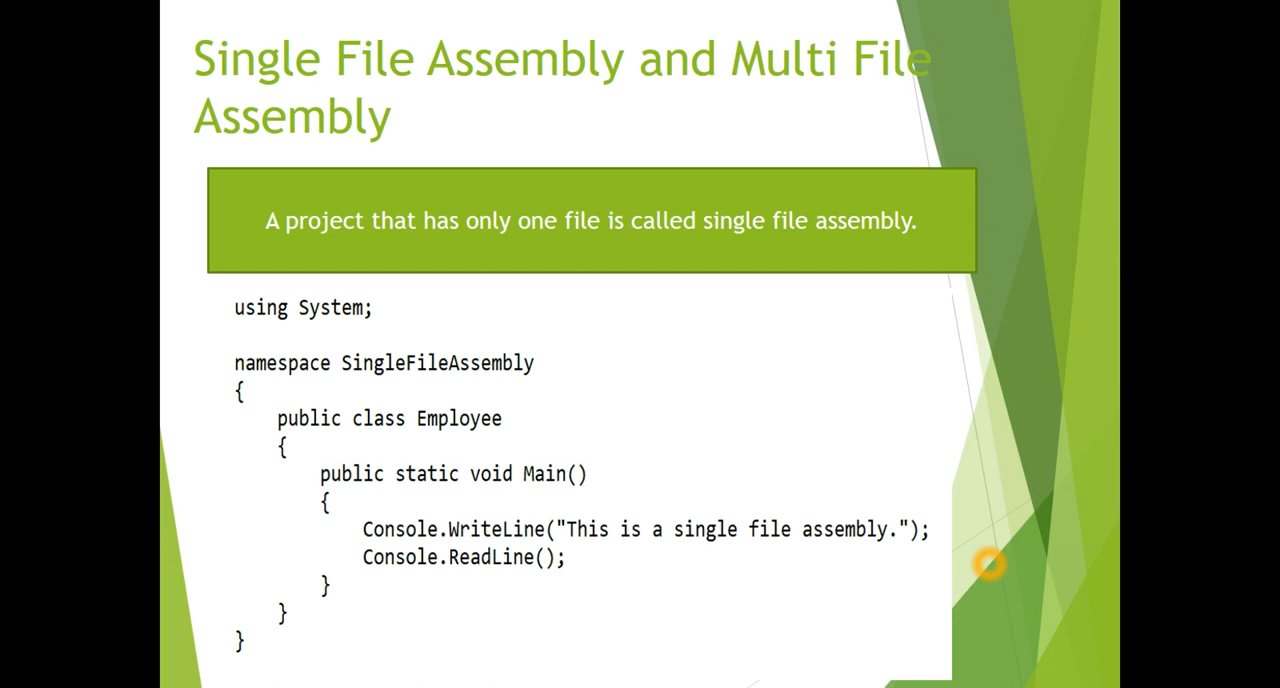 Single File Assembly and Multi File
Assembly
A project that has only one file is called single file assembly.
using System;
namespace SingleFileAssembly
{
    public class Employee
    {
        public static void Main()
        {
            Console.WriteLine("This is a single file assembly.");
            Console.ReadLine();
        }
    }
}